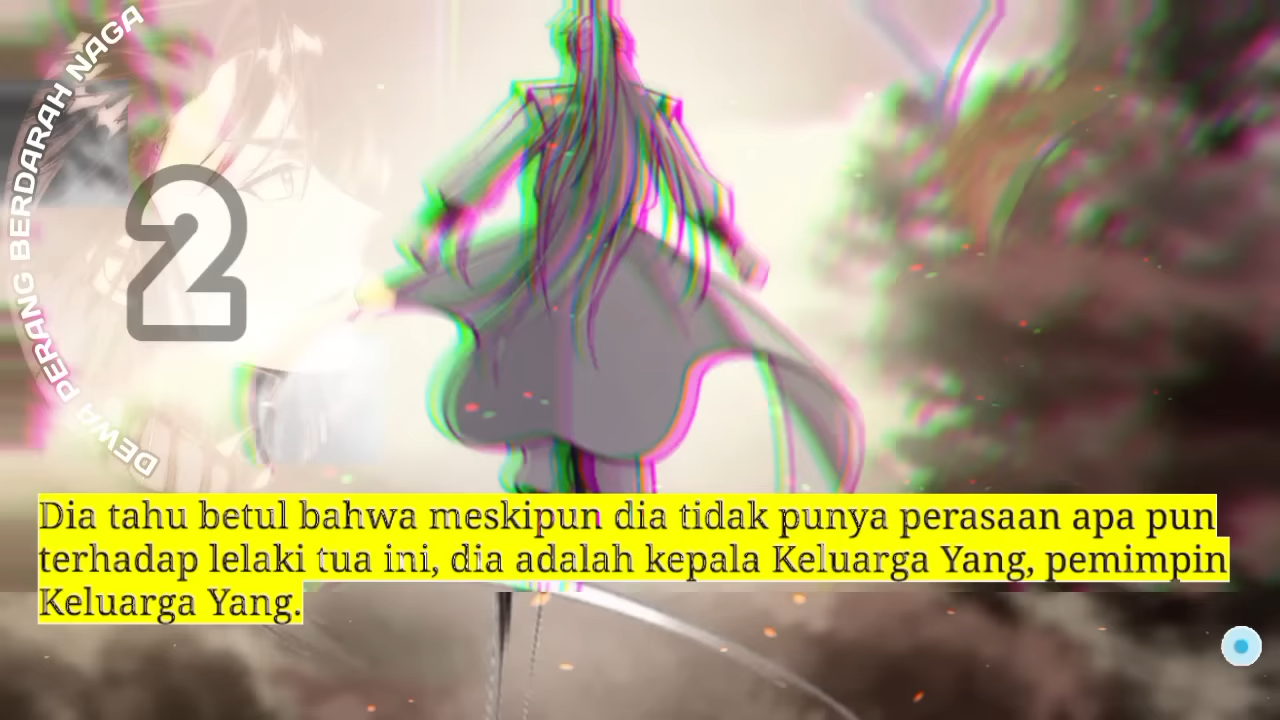 DEWA PERANG BERDARAH NAGA
2
Dia tahu betul bahwa meskipun dia tidak punya perasaan apa pun
terhadap lelaki tua ini, dia adalah kepala Keluarga Yang, pemimpin
Keluarga Yang.